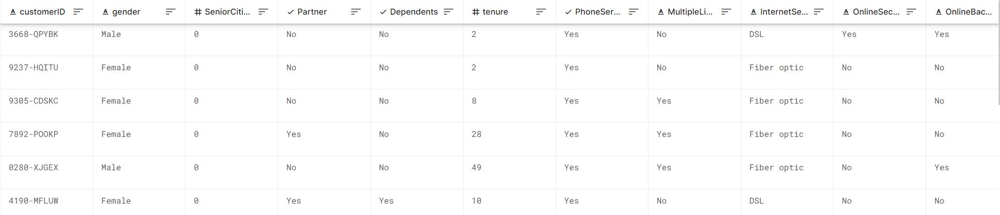 customerID gender SeniorCiti... Partner Dependents tenure PhoneSer... MultipleLi... InternetSe... OnlineSec... OnlineBac...
3668-QPYBK Male 0 No No 2 Yes No DSL Yes Yes
9237-HQITU Female 0 No No 2 Yes No Fiber optic No No
9305-CDSKC Female 0 No No 8 Yes Yes Fiber optic No No
7892-POOKP Female 0 Yes No 28 Yes Yes Fiber optic No No
0280-XJGEX Male 0 No No 49 Yes Yes Fiber optic No Yes
4190-MFLUW Female 0 Yes Yes 10 Yes No DSL No No